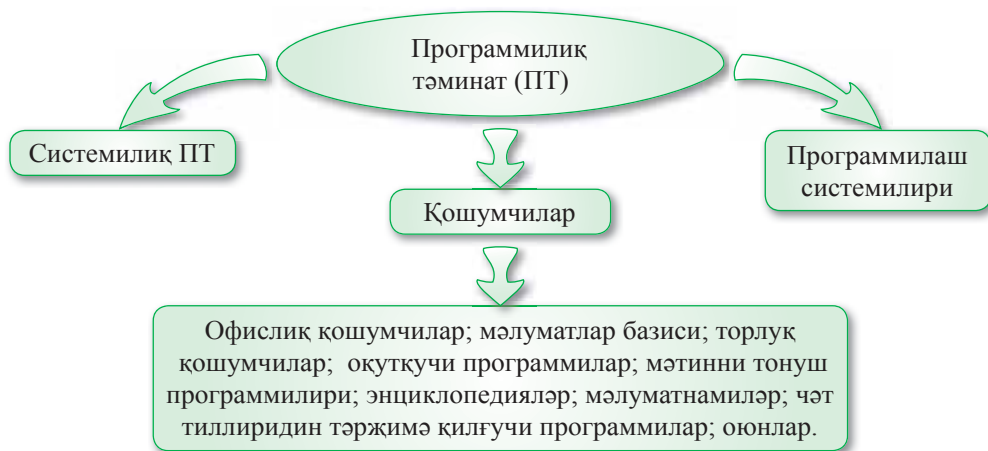 Программилиқ
тәминат (ПТ)
Системилиқ ПТ
Программилаш
системилири
Қошумчилар
Офислиқ қошумчилар; мәлуматлар базиси; торлуқ
қошумчилар; оқутқучи программилар; мәтинни тонуш
программилири; энциклопедияләр; мәлуматнамиләр; чәт
тиллиридин тәрҗимә қилғучи программилар; оюнлар.